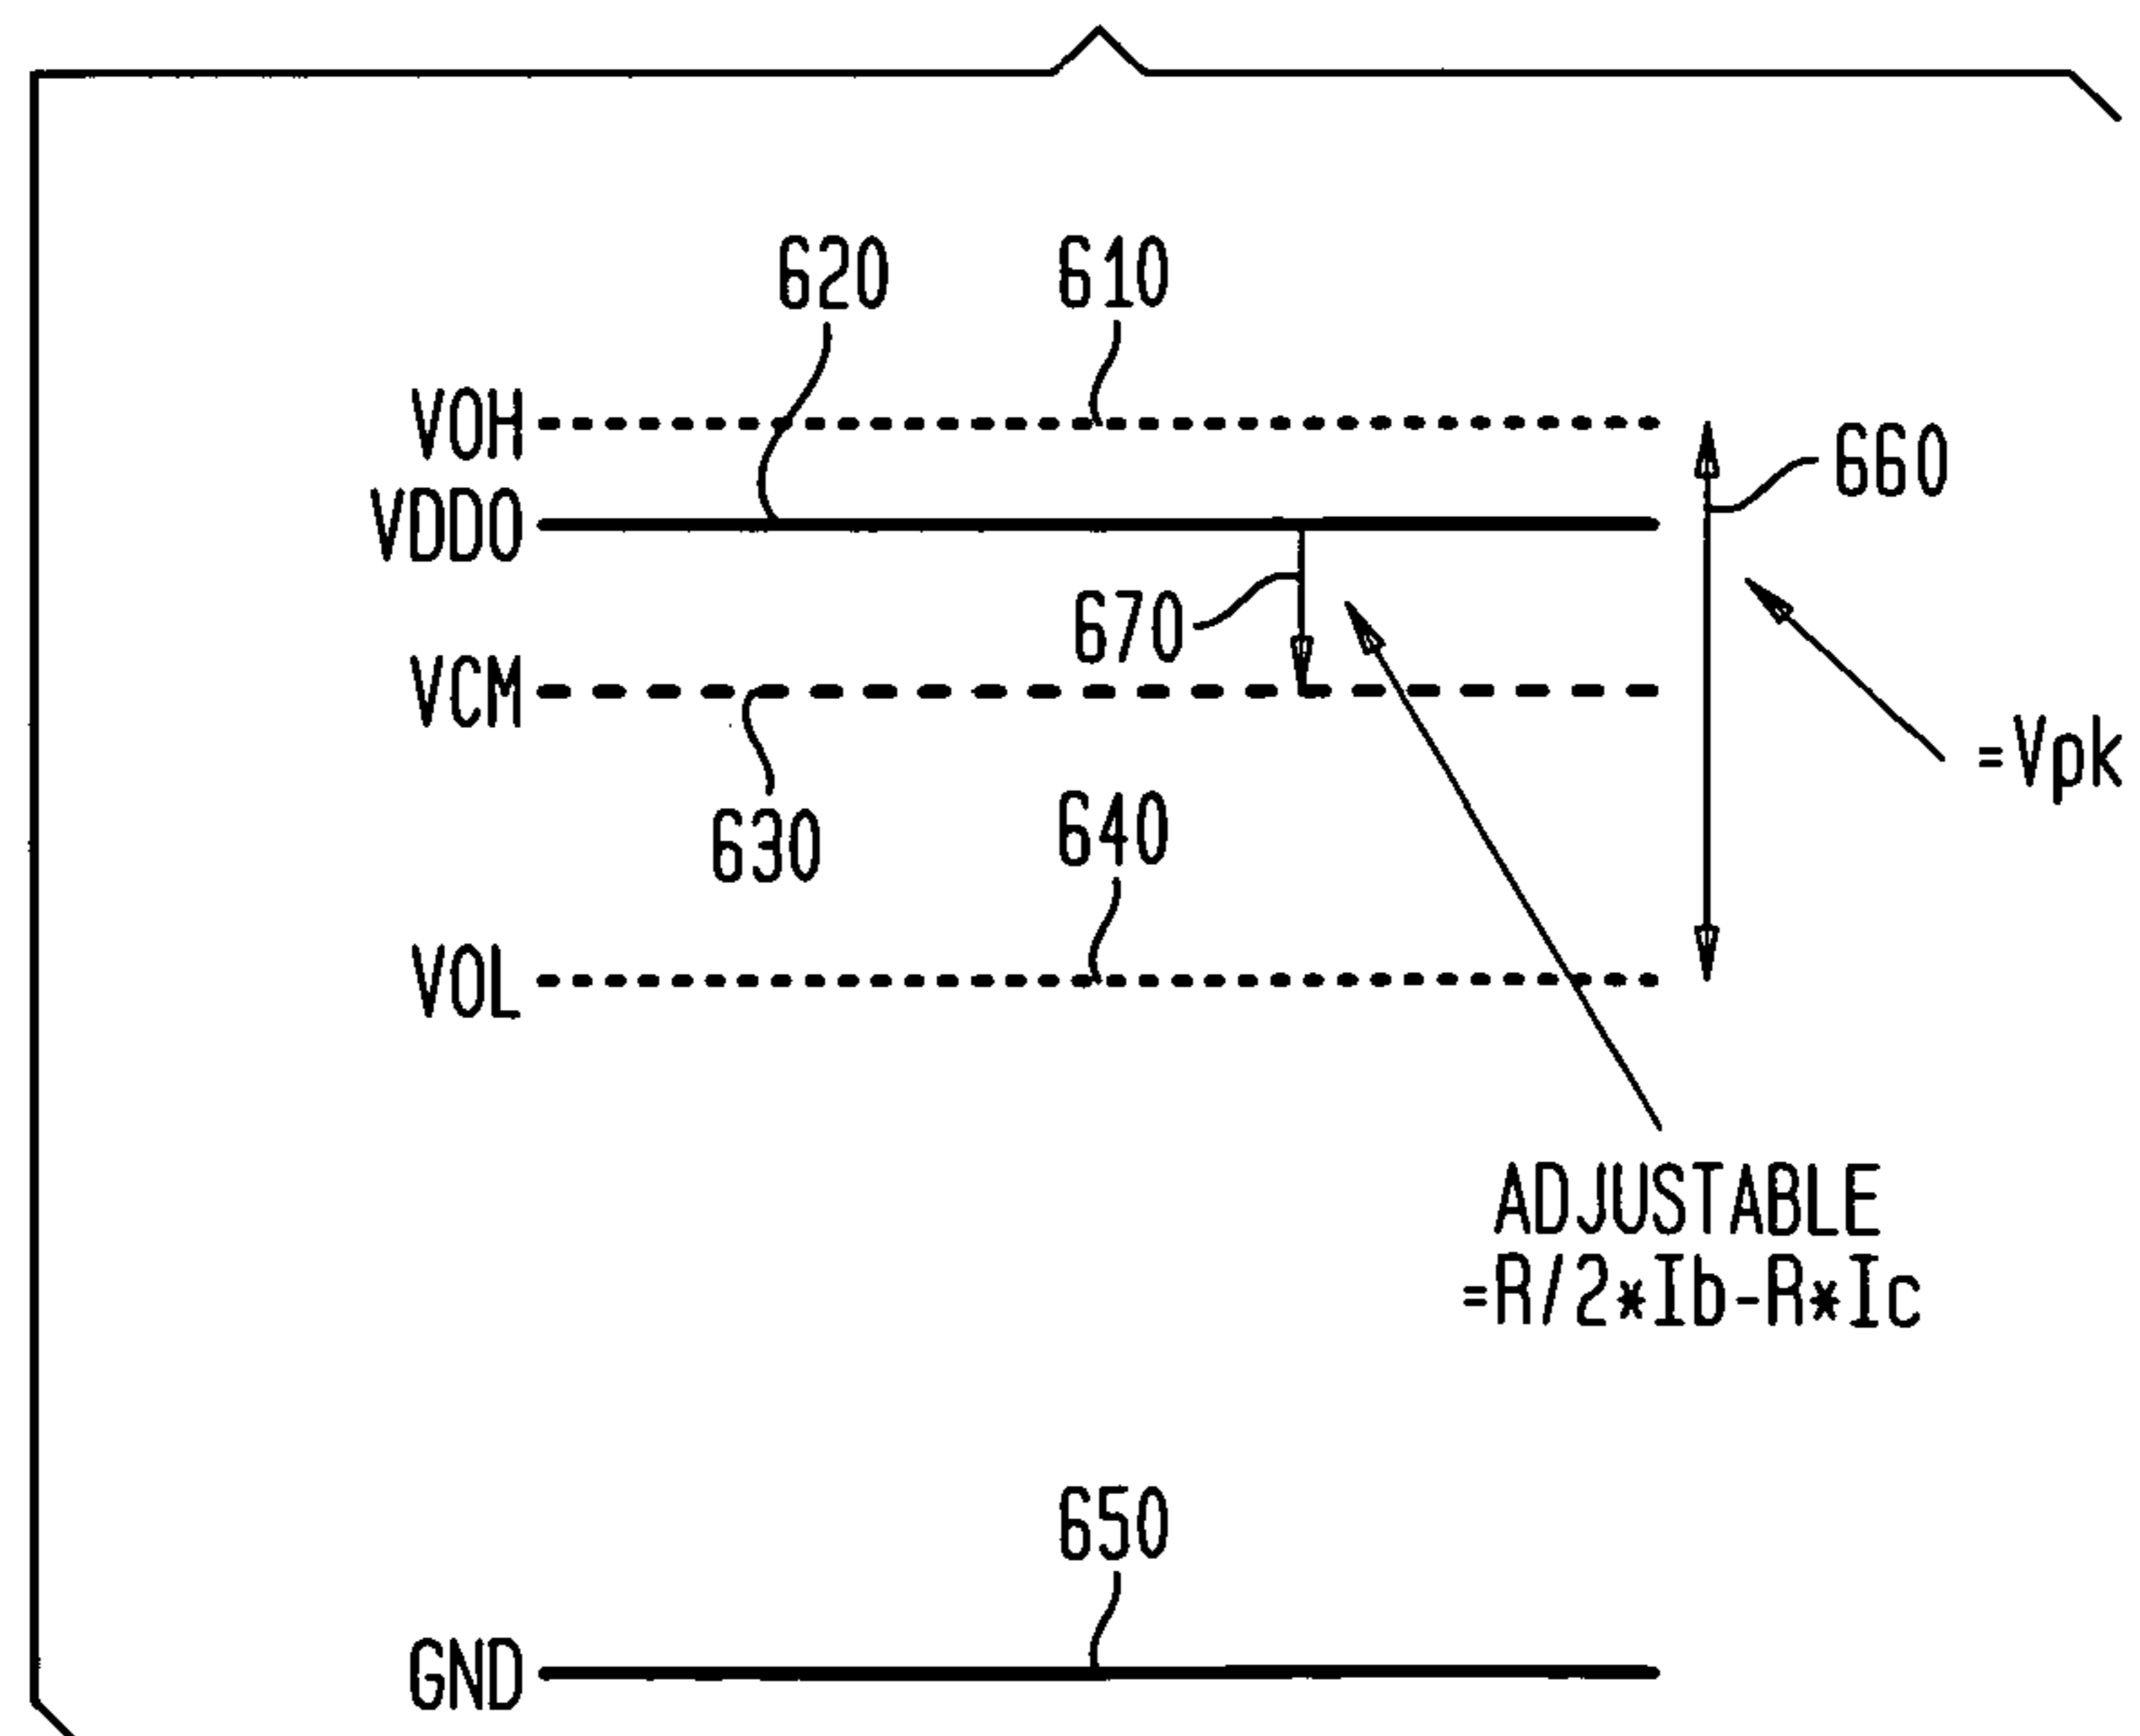 620
610
VOH
660
VDDO
670
VCM
=Vpk
630
640
VOL
ADJUSTABLE
=R/2*Ib-R*Ic
650
GND